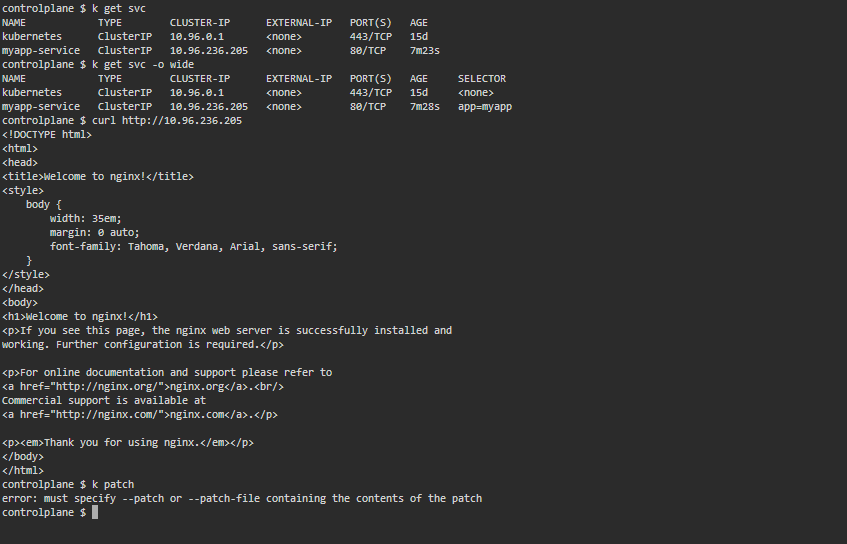 controlplane $ k get svc
NAME            TYPE        CLUSTER-IP      EXTERNAL-IP   PORT(S)   AGE
kubernetes      ClusterIP   10.96.0.1       <none>        443/TCP   15d
myapp-service   ClusterIP   10.96.236.205   <none>        80/TCP    7m23s
controlplane $ k get svc -o wide
NAME            TYPE        CLUSTER-IP      EXTERNAL-IP   PORT(S)   AGE     SELECTOR
kubernetes      ClusterIP   10.96.0.1       <none>        443/TCP   15d     <none>
myapp-service   ClusterIP   10.96.236.205   <none>        80/TCP    7m28s   app=myapp
controlplane $ curl http://10.96.236.205
<!DOCTYPE html>
<html>
<head>
<title>Welcome to nginx!</title>
<style>
    body {
        width: 35em;
        margin: 0 auto;
        font-family: Tahoma, Verdana, Arial, sans-serif;
    }
</style>
</head>
<body>
<h1>Welcome to nginx!</h1>
<p>If you see this page, the nginx web server is successfully installed and
working. Further configuration is required.</p>

<p>For online documentation and support please refer to
<a href="http://nginx.org/">nginx.org</a>.<br/>
Commercial support is available at
<a href="http://nginx.com/">nginx.com</a>.</p>

<p><em>Thank you for using nginx.</em></p>
</body>
</html>
controlplane $ k patch
error: must specify --patch or --patch-file containing the contents of the patch
controlplane $